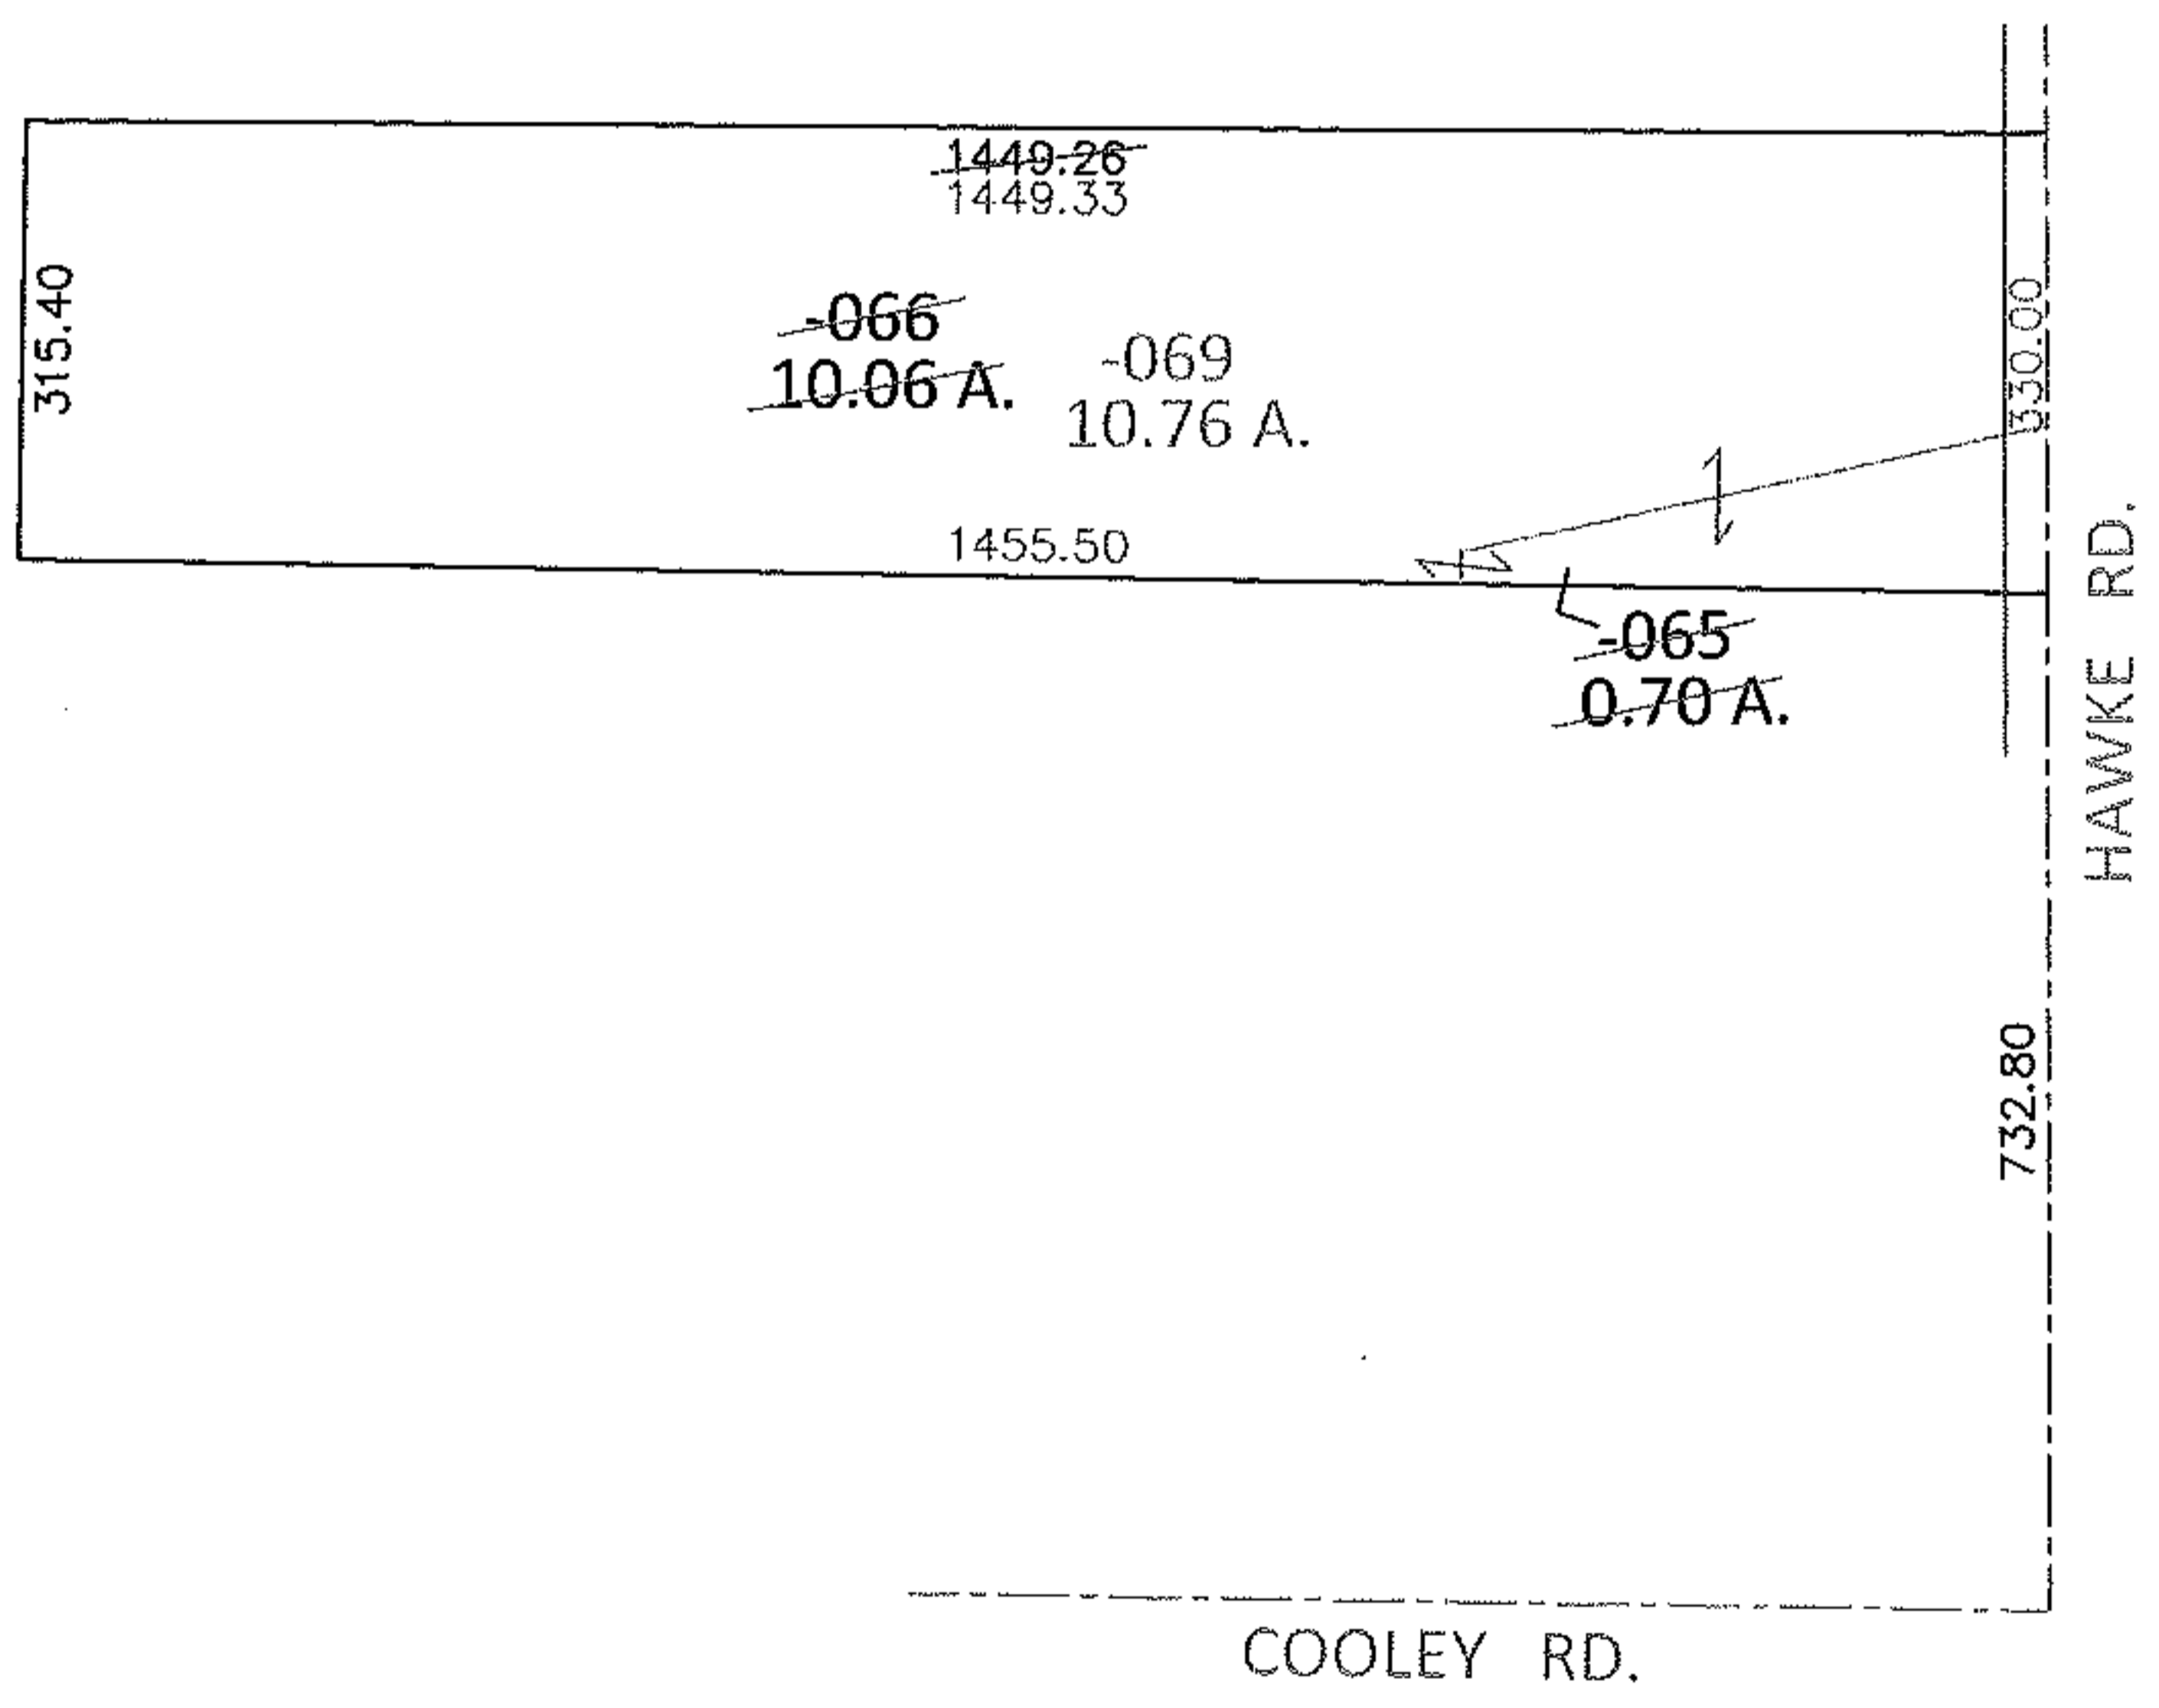 1449.26
1449.33
315.40
-066
10.06 A.
-069
10.76 A.
330.00
1455.50
-065
0.70 A.
HAWKE RD.
732.80
COOLEY RD.